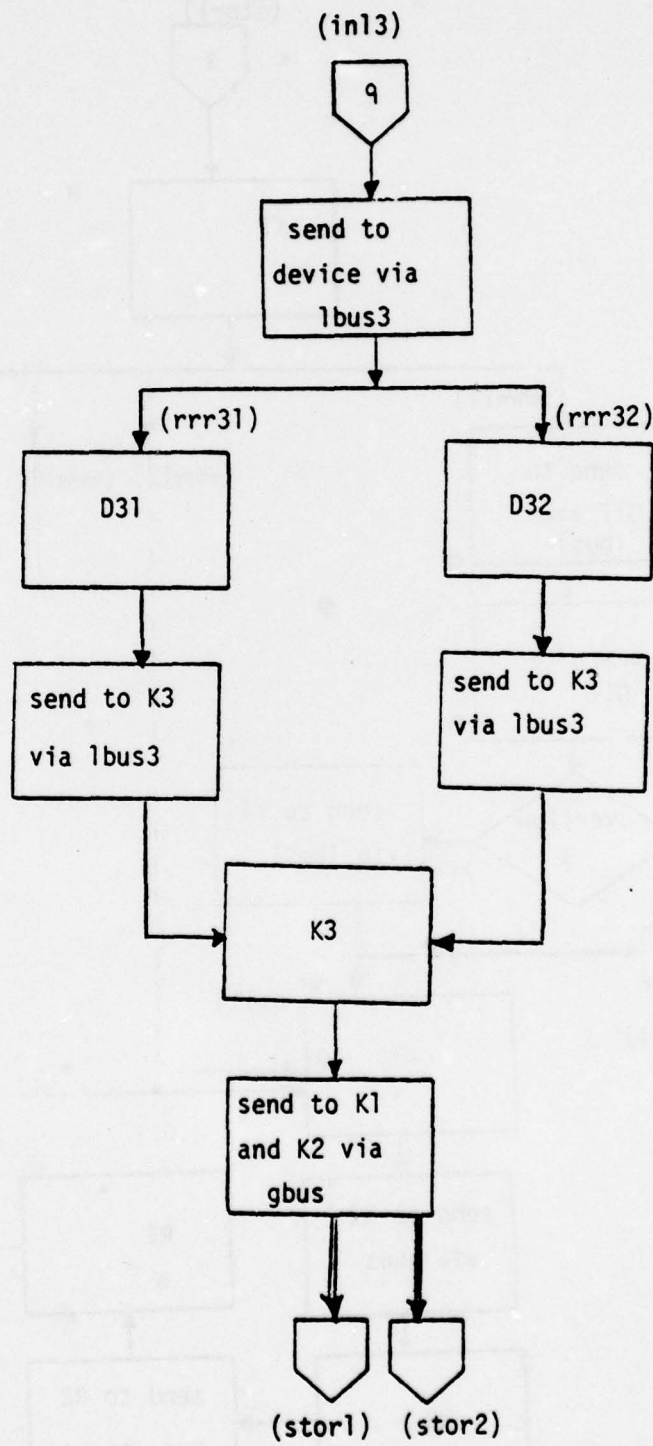 (inl3)
9
send to
device via
lbus3
(rrr31)
(rrr32)
D31
D32
send to K3
via lbus3
send to K3
via lbus3
K3
send to K1
and K2 via
gbus
(stor1)
(stor2)